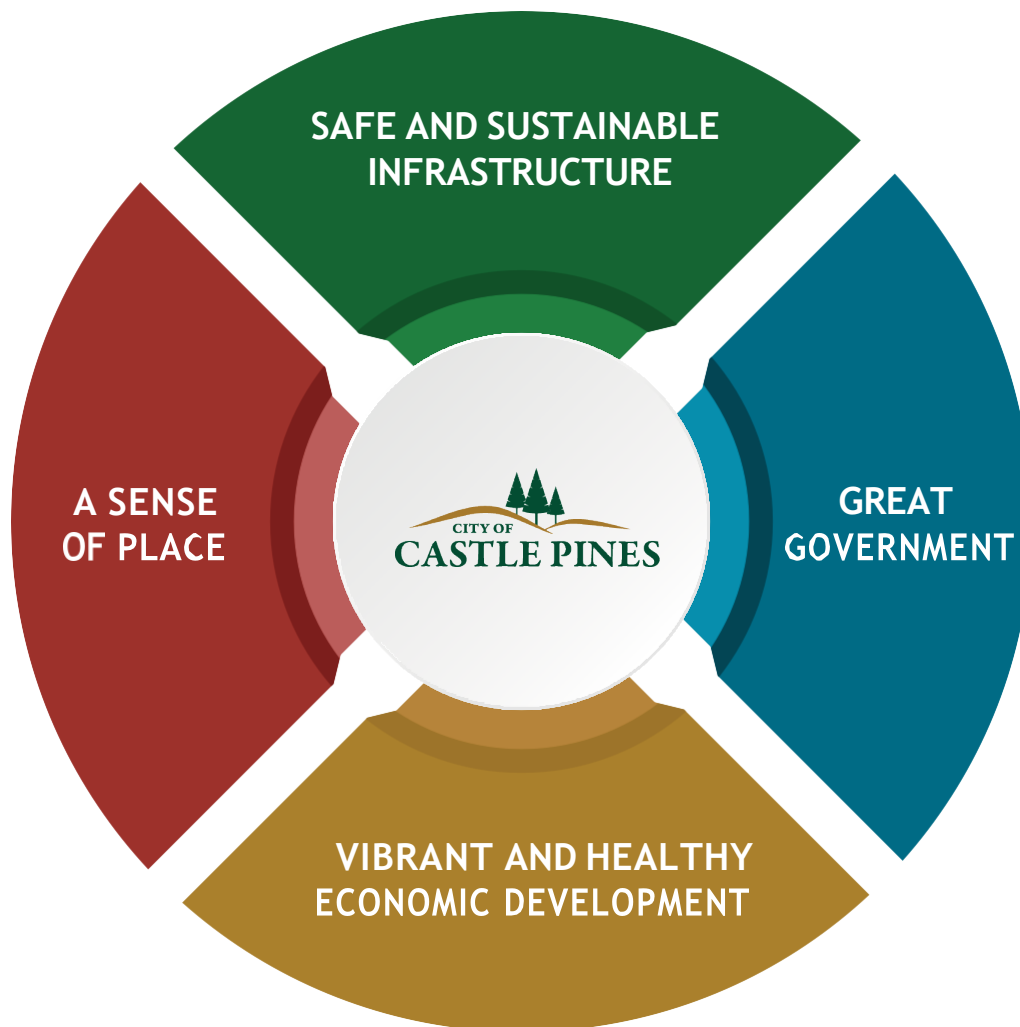 SAFE AND SUSTAINABLE
INFRASTRUCTURE
A SENSE
OF PLACE
CITY OF
CASTLE PINES
GREAT
GOVERNMENT
VIBRANT AND HEALTHY
ECONOMIC DEVELOPMENT